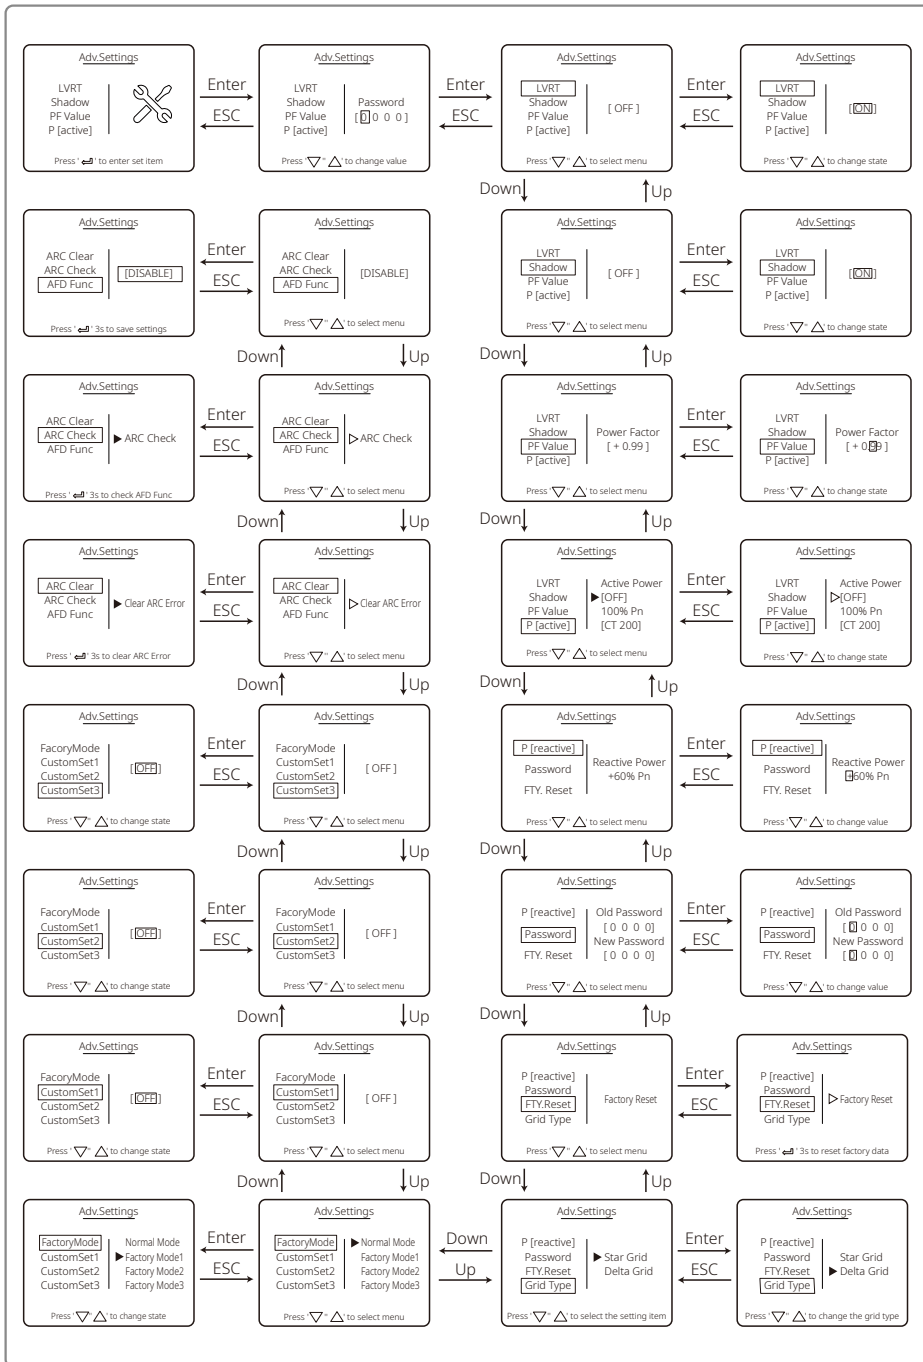 Adv.Settings
LVRT
Shadow
PF Value
P [active]
Press ' ' to enter set item
Enter
ESC
Adv.Settings
LVRT
Shadow
PF Value
P [active]
Password
[ 0 0 0 0 ]
Press ' ' ' ' to change value
Enter
ESC
Adv.Settings
LVRT
Shadow
PF Value
P [active]
[ OFF ]
Press ' ' ' ' to select menu
Enter
ESC
Adv.Settings
LVRT
Shadow
PF Value
P [active]
[ON]
Press ' ' ' ' to change state
Down
Up
Adv.Settings
ARC Clear
ARC Check
AFD Func
[DISABLE]
Press ' ' 3s to save settings
Enter
ESC
Adv.Settings
ARC Clear
ARC Check
AFD Func
[DISABLE]
Press ' ' ' ' to select menu
Adv.Settings
LVRT
Shadow
PF Value
P [active]
[ OFF ]
Press ' ' ' ' to select menu
Enter
ESC
Adv.Settings
LVRT
Shadow
PF Value
P [active]
[ON]
Press ' ' ' ' to change state
Down
Up
Down
Up
Adv.Settings
ARC Clear
ARC Check
AFD Func
ARC Check
Press ' ' 3s to check AFD Func
Enter
ESC
Adv.Settings
ARC Clear
ARC Check
AFD Func
ARC Check
Press ' ' ' ' to select menu
Adv.Settings
LVRT
Shadow
PF Value
P [active]
Power Factor
[ + 0.99 ]
Press ' ' ' ' to select menu
Enter
ESC
Adv.Settings
LVRT
Shadow
PF Value
P [active]
Power Factor
[ + 0.99 ]
Press ' ' ' ' to change state
Down
Up
Down
Up
Adv.Settings
ARC Clear
ARC Check
AFD Func
Clear ARC Error
Press ' ' 3s to clear ARC Error
Enter
ESC
Adv.Settings
ARC Clear
ARC Check
AFD Func
Clear ARC Error
Press ' ' ' ' to select menu
Adv.Settings
LVRT
Shadow
PF Value
P [active]
Active Power
[OFF]
100% Pn
[CT 200]
Press ' ' ' ' to select menu
Enter
ESC
Adv.Settings
LVRT
Shadow
PF Value
P [active]
Active Power
[OFF]
100% Pn
[CT 200]
Press ' ' ' ' to change state
Down
Up
Down
Up
Adv.Settings
FacoryMode
CustomSet1
CustomSet2
CustomSet3
[OFF]
Press ' ' ' ' to change state
Enter
ESC
Adv.Settings
FacoryMode
CustomSet1
CustomSet2
CustomSet3
[ OFF ]
Press ' ' ' ' to select menu
Adv.Settings
P [reactive]
Password
FTY. Reset
Reactive Power
+60% Pn
Press ' ' ' ' to select menu
Enter
ESC
Adv.Settings
P [reactive]
Password
FTY. Reset
Reactive Power
+60% Pn
Press ' ' ' ' to change value
Down
Up
Down
Up
Adv.Settings
FacoryMode
CustomSet1
CustomSet2
CustomSet3
[OFF]
Press ' ' ' ' to change state
Enter
ESC
Adv.Settings
FacoryMode
CustomSet1
CustomSet2
CustomSet3
[ OFF ]
Press ' ' ' ' to select menu
Adv.Settings
P [reactive]
Password
FTY. Reset
Old Password
[ 0 0 0 0]
New Password
[ 0 0 0 0]
Press ' ' ' ' to select menu
Enter
ESC
Adv.Settings
P [reactive]
Password
FTY. Reset
Old Password
[ 0 0 0 0]
New Password
[ 0 0 0 0]
Press ' ' ' ' to change value
Down
Up
Down
Up
Adv.Settings
FacoryMode
CustomSet1
CustomSet2
CustomSet3
[OFF]
Press ' ' ' ' to change state
Enter
ESC
Adv.Settings
FacoryMode
CustomSet1
CustomSet2
CustomSet3
[ OFF ]
Press ' ' ' ' to select menu
Adv.Settings
P [reactive]
Password
FTY.Reset
Grid Type
Factory Reset
Press ' ' ' ' to select menu
Enter
ESC
Adv.Settings
P [reactive]
Password
FTY.Reset
Grid Type
Factory Reset
Press ' ' 3s to reset factory data
Down
Up
Down
Up
Adv.Settings
FactoryMode
CustomSet1
CustomSet2
CustomSet3
Normal Mode
Factory Mode1
Factory Mode2
Factory Mode3
Press ' ' ' ' to change state
Enter
ESC
Adv.Settings
FactoryMode
CustomSet1
CustomSet2
CustomSet3
Normal Mode
Factory Mode1
Factory Mode2
Factory Mode3
Press ' ' ' ' to select menu
Down
Up
Adv.Settings
P [reactive]
Password
FTY.Reset
Grid Type
Star Grid
Delta Grid
Press ' ' ' ' to select the setting item
Enter
ESC
Adv.Settings
P [reactive]
Password
FTY.Reset
Grid Type
Star Grid
Delta Grid
Press ' ' ' ' to change the grid type